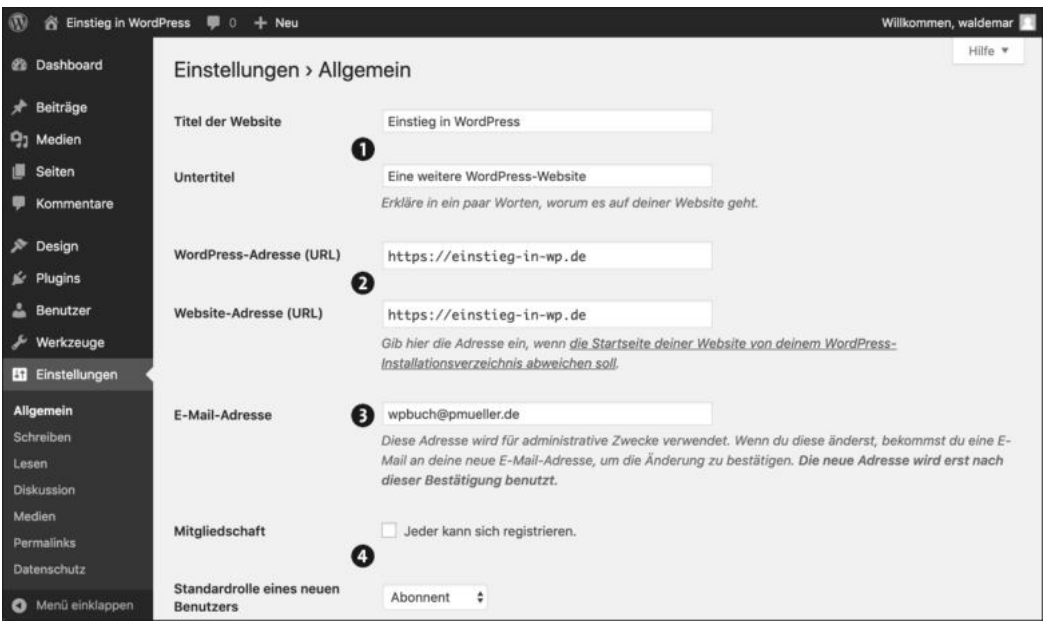 Einstieg in WordPress 0 + Neu Willkommen, waldemar
Hilfe ▼
Dashboard
Beiträge
Medien
Seiten
Kommentare
Design
Plugins
Benutzer
Werkzeuge
Einstellungen
Allgemein
Schreiben
Lesen
Diskussion
Medien
Permalinks
Datenschutz
Menü einklappen
Einstellungen › Allgemein
Titel der Website Einstieg in WordPress
1
Untertitel Eine weitere WordPress-Website
Erkläre in ein paar Worten, worum es auf deiner Website geht.
WordPress-Adresse (URL) https://einstieg-in-wp.de
2
Website-Adresse (URL) https://einstieg-in-wp.de
Gib hier die Adresse ein, wenn die Startseite deiner Website von deinem WordPress-
Installationsverzeichnis abweichen soll.
E-Mail-Adresse 3 wpbuch@pmueller.de
Diese Adresse wird für administrative Zwecke verwendet. Wenn du diese änderst, bekommst du eine E-
Mail an deine neue E-Mail-Adresse, um die Änderung zu bestätigen. Die neue Adresse wird erst nach
dieser Bestätigung benutzt.
Mitgliedschaft Jeder kann sich registrieren.
4
Standardrolle eines neuen
Benutzers Abonnent